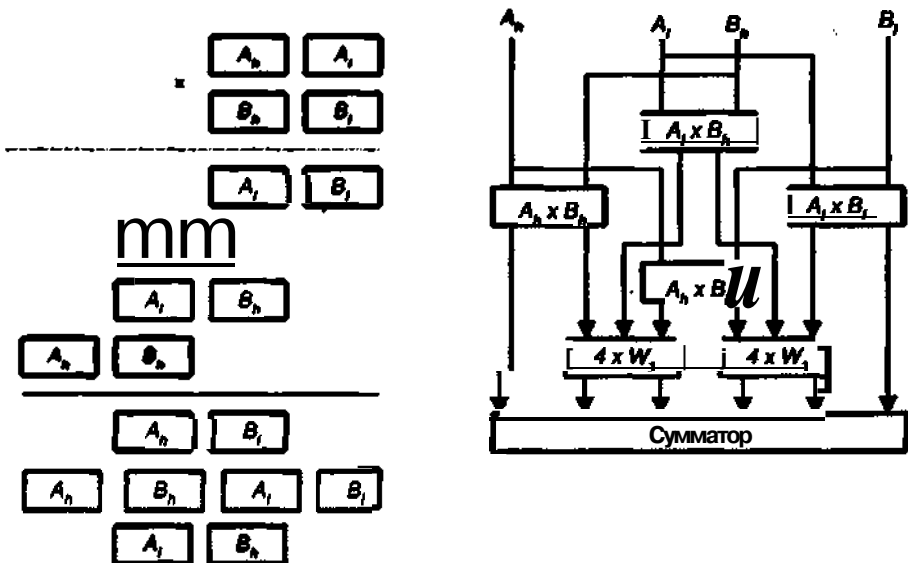 A_h A_l
×
B_h B_l
A_l B_l
mm
A_l B_h
A_h B_h
A_h B_l
A_h B_h A_l B_l
A_l B_h
A_h A_l B_h B_l
A_l x B_h
A_h x B_h
A_l x B_l
A_h x B
4 x W_1
4 x W_1
Сумматор